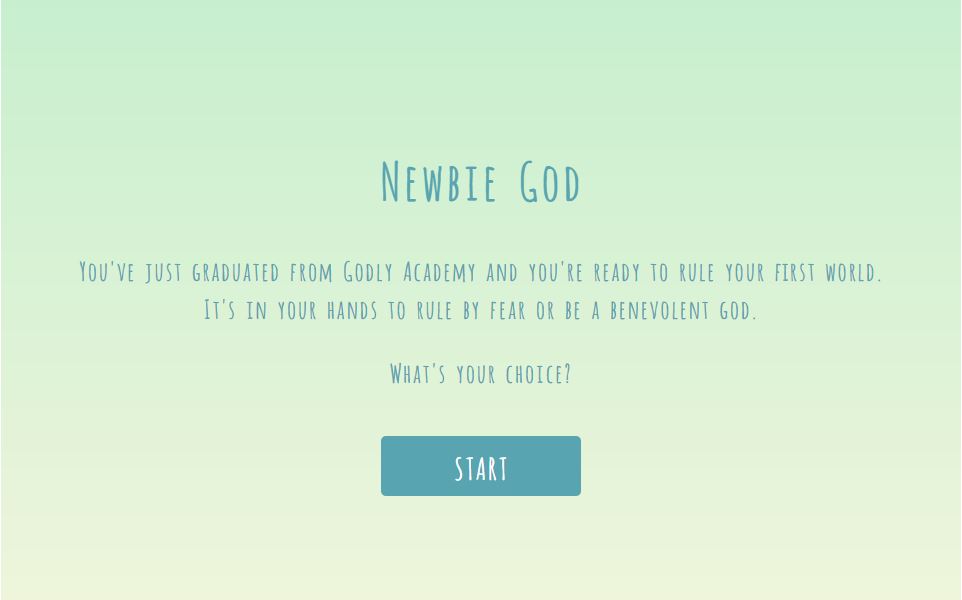 Newbie God
You've just graduated from Godly Academy and you're ready to rule your first world.
It's in your hands to rule by fear or be a benevolent god.
What's your choice?
START